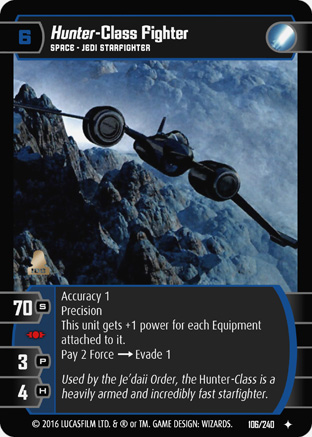 6
Hunter-Class Fighter
SPACE - JEDI STARFIGHTER
70 S
3 P
4 H
Accuracy 1
Precision
This unit gets +1 power for each Equipment
attached to it.
Pay 2 Force → Evade 1
Used by the Je'daii Order, the Hunter-Class is a
heavily armed and incredibly fast starfighter.
© 2016 LUCASFILM LTD. & ® or TM. GAME DESIGN: WIZARDS. 106/240